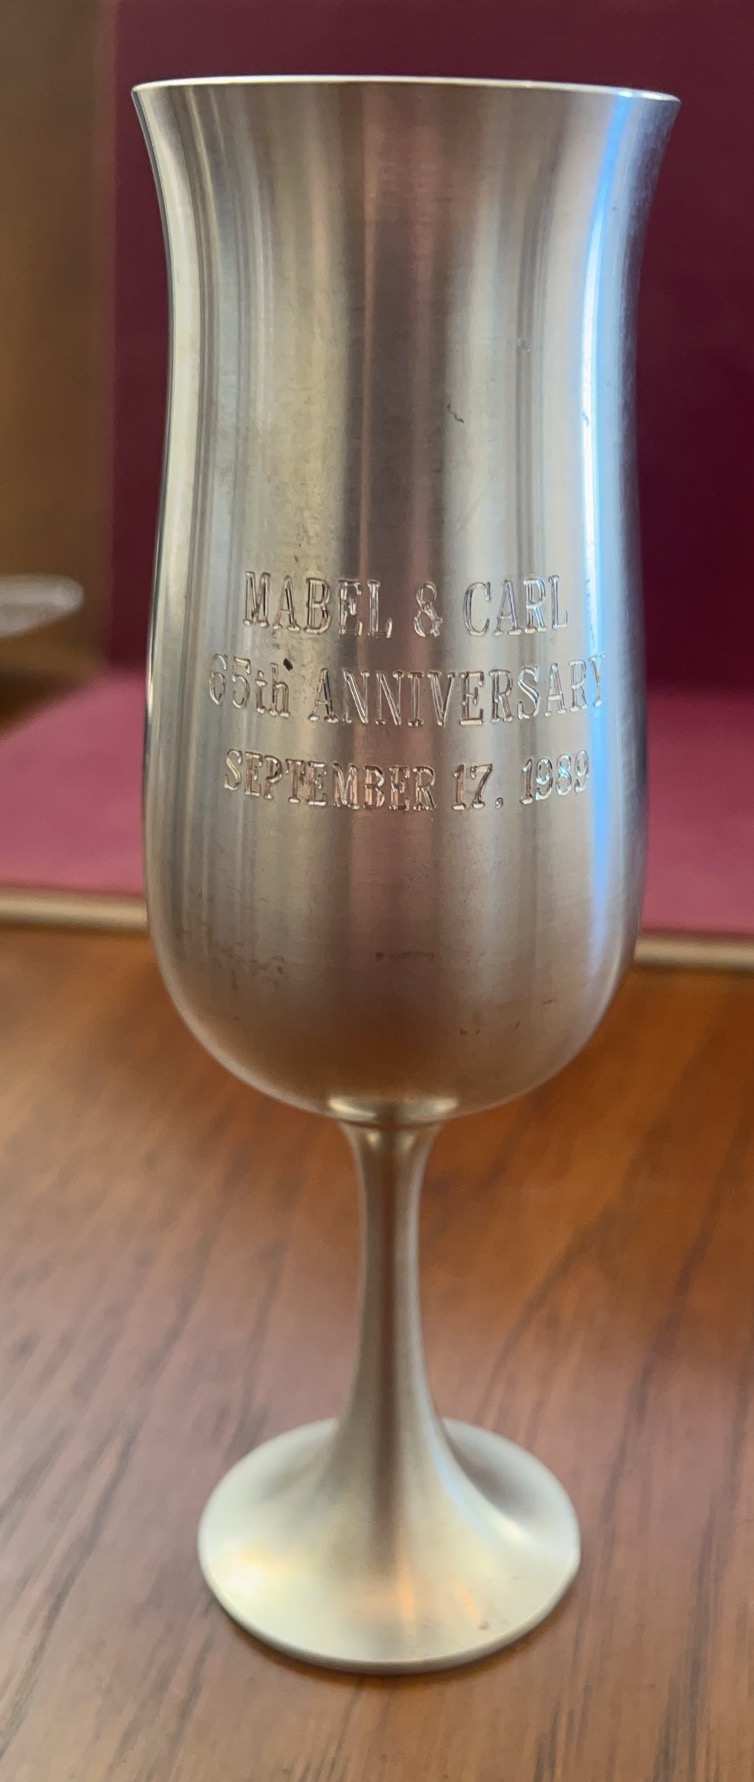 MABEL & CARL
65th ANNIVERSARY
SEPTEMBER 17, 1989